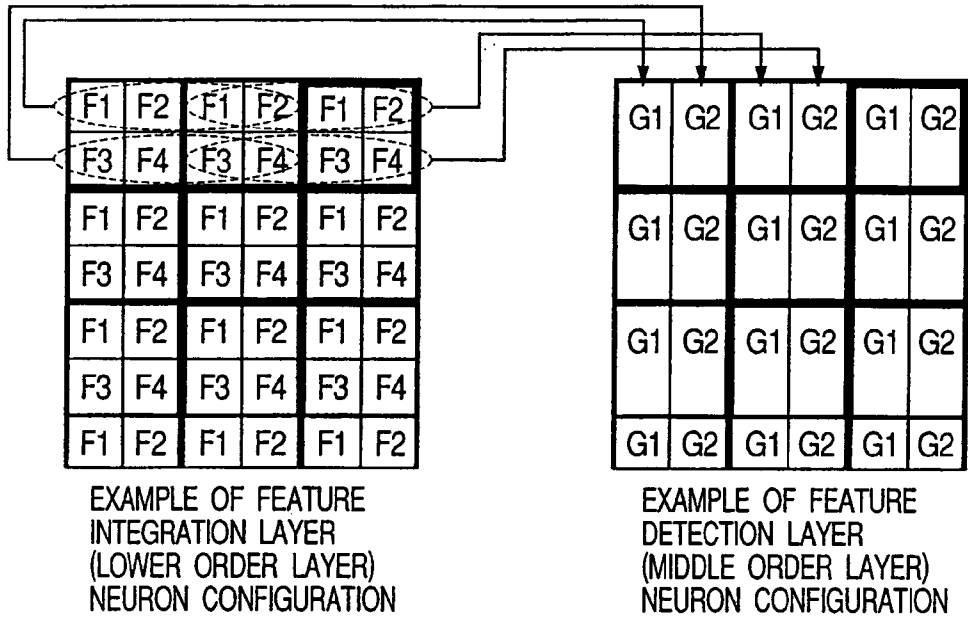 F1 F2 F1 F2 F1 F2
F3 F4 F3 F4 F3 F4
F1 F2 F1 F2 F1 F2
F3 F4 F3 F4 F3 F4
F1 F2 F1 F2 F1 F2
F3 F4 F3 F4 F3 F4
F1 F2 F1 F2 F1 F2
EXAMPLE OF FEATURE
INTEGRATION LAYER
(LOWER ORDER LAYER)
NEURON CONFIGURATION
G1 G2 G1 G2 G1 G2
G1 G2 G1 G2 G1 G2
G1 G2 G1 G2 G1 G2
G1 G2 G1 G2 G1 G2
EXAMPLE OF FEATURE
DETECTION LAYER
(MIDDLE ORDER LAYER)
NEURON CONFIGURATION